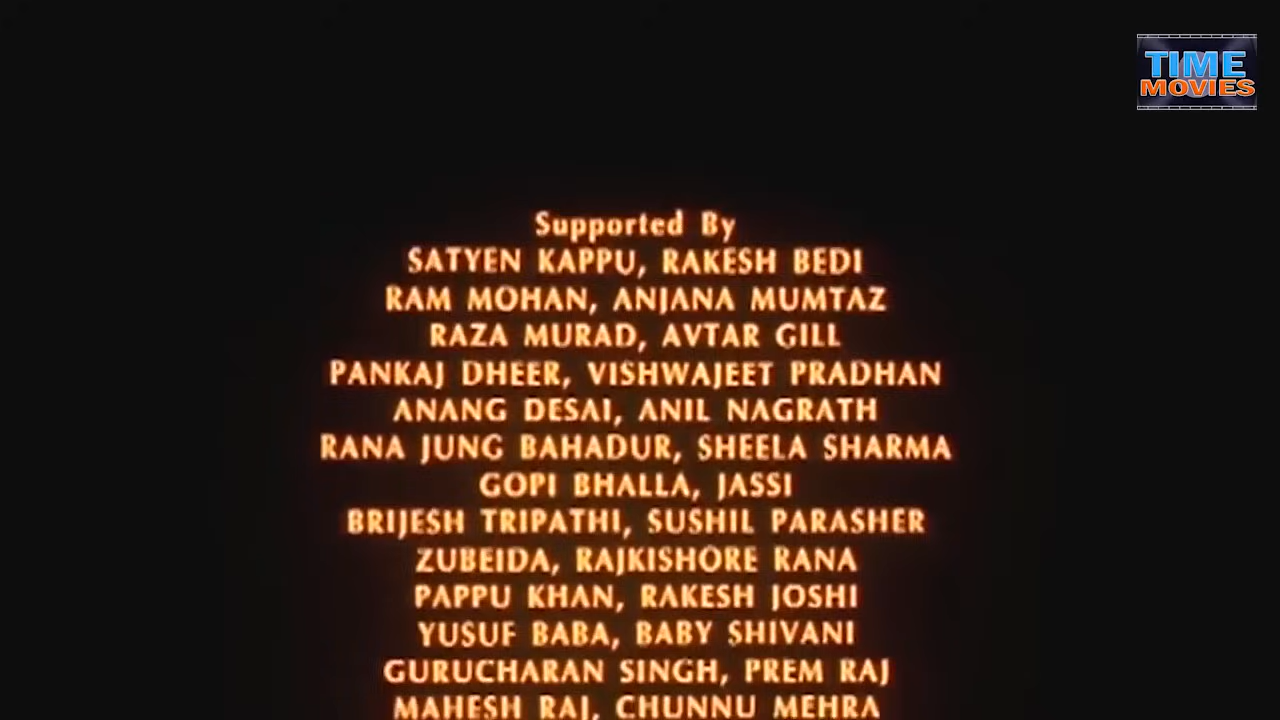 TIME
MOVIES
Supported By
SATYEN KAPPU, RAKESH BEDI
RAM MOHAN, ANJANA MUMTAZ
RAZA MURAD, AVTAR GILL
PANKAJ DHEER, VISHWAJEET PRADHAN
ANANG DESAI, ANIL NAGRATH
RANA JUNG BAHADUR, SHEELA SHARMA
GOPI BHALLA, JASSI
BRIJESH TRIPATHI, SUSHIL PARASHER
ZUBEIDA, RAJKISHORE RANA
PAPPU KHAN, RAKESH JOSHI
YUSUF BABA, BABY SHIVANI
GURUCHARAN SINGH, PREM RAJ
MAHESH RAJ, CHUNNU MEHRA